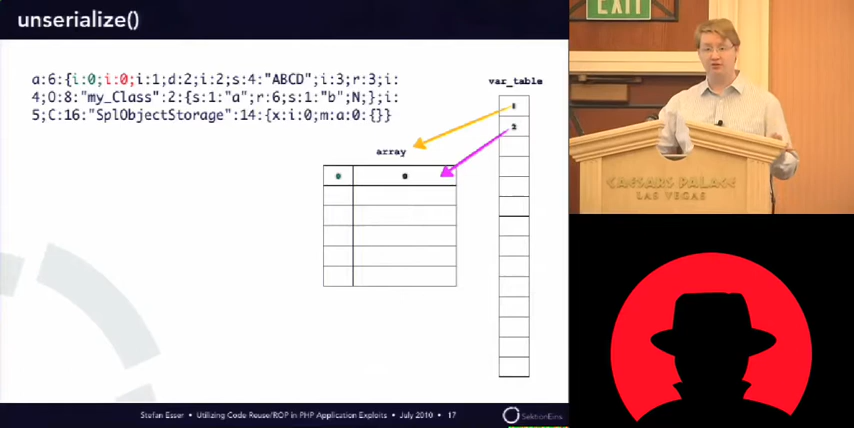 unserialize()
EXIT
a:6:{i:0;i:0;i:1;d:2;i:2;s:4:"ABCD";i:3;r:3;i:
4;O:8:"my_Class":2:{s:1:"a";r:6;s:1:"b";N;};i:
5;C:16:"SplObjectStorage":14:{x:i:0;m:a:0:{}}
var_table
1
2
array
0
0
CAESARS PALACE
LAS VEGAS
Stefan Esser • Utilizing Code Reuse/ROP in PHP Application Exploits • July 2010 • 17
SektionEins